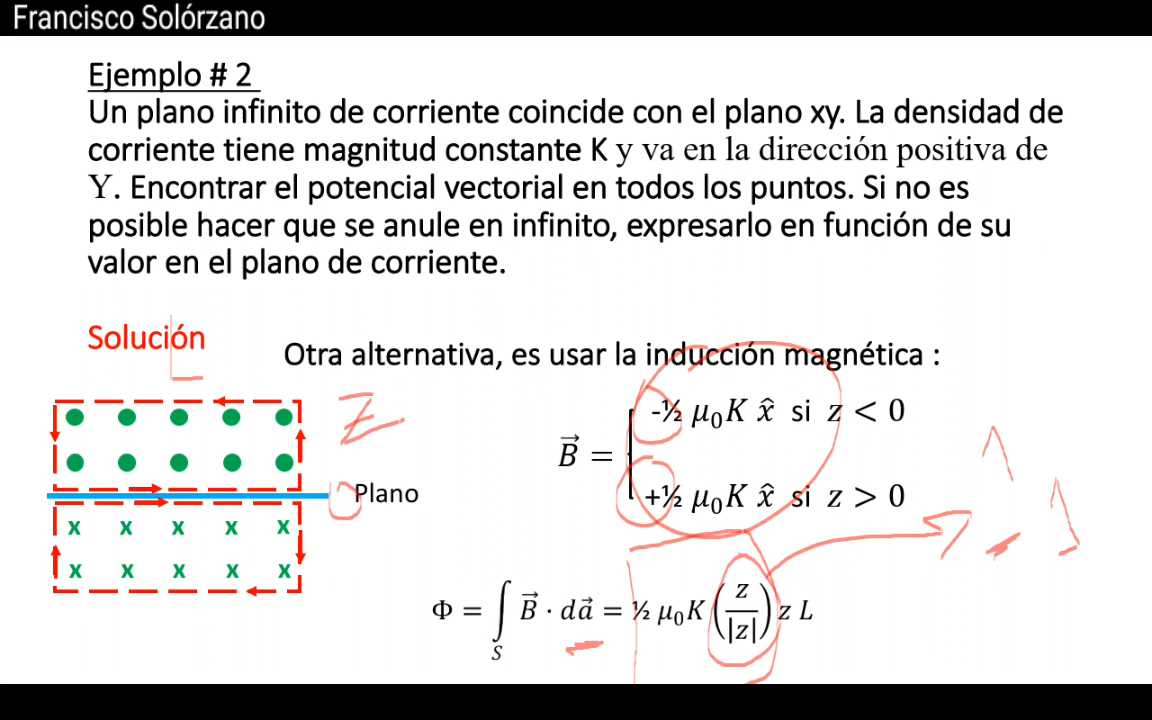 Francisco Solórzano
Ejemplo # 2
Un plano infinito de corriente coincide con el plano xy. La densidad de
corriente tiene magnitud constante K y va en la dirección positiva de
Y. Encontrar el potencial vectorial en todos los puntos. Si no es
posible hacer que se anule en infinito, expresarlo en función de su
valor en el plano de corriente.
Solución
L
Otra alternativa, es usar la inducción magnética :
Z
-½ μ₀K x̂ si z < 0
B⃗ =
+½ μ₀K x̂ si z > 0
0 Plano
x x x x x
x x x x x
1
- 1
Φ = ∫S B⃗ · da⃗ = ½ μ₀K (z/|z|) z L